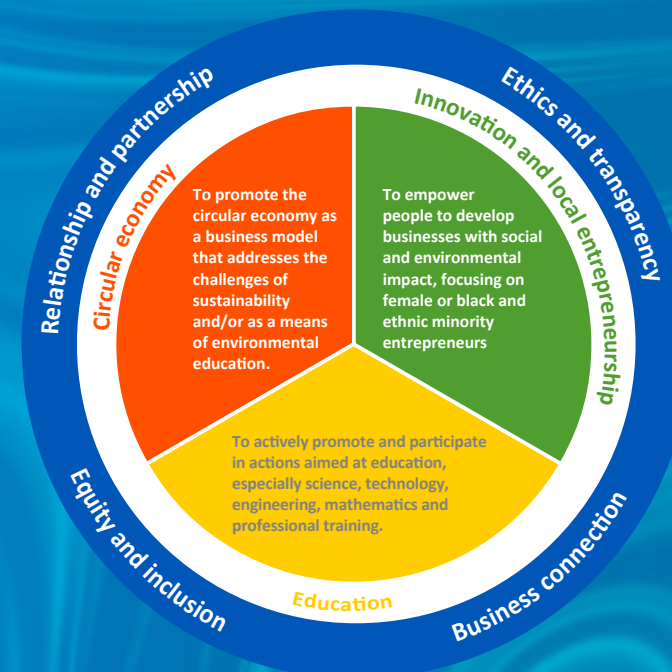 Relationship and partnership
Ethics and transparency
Circular economy
Innovation and local entrepreneurship
To promote the
circular economy as
a business model
that addresses the
challenges of
sustainability
and/or as a means
of environmental
education.
To empower
people to develop
businesses with social
and environmental
impact, focusing on
female or black and
ethnic minority
entrepreneurs
To actively promote and participate
in actions aimed at education,
especially science, technology,
engineering, mathematics and
professional training.
Education
Equity and inclusion
Business connection